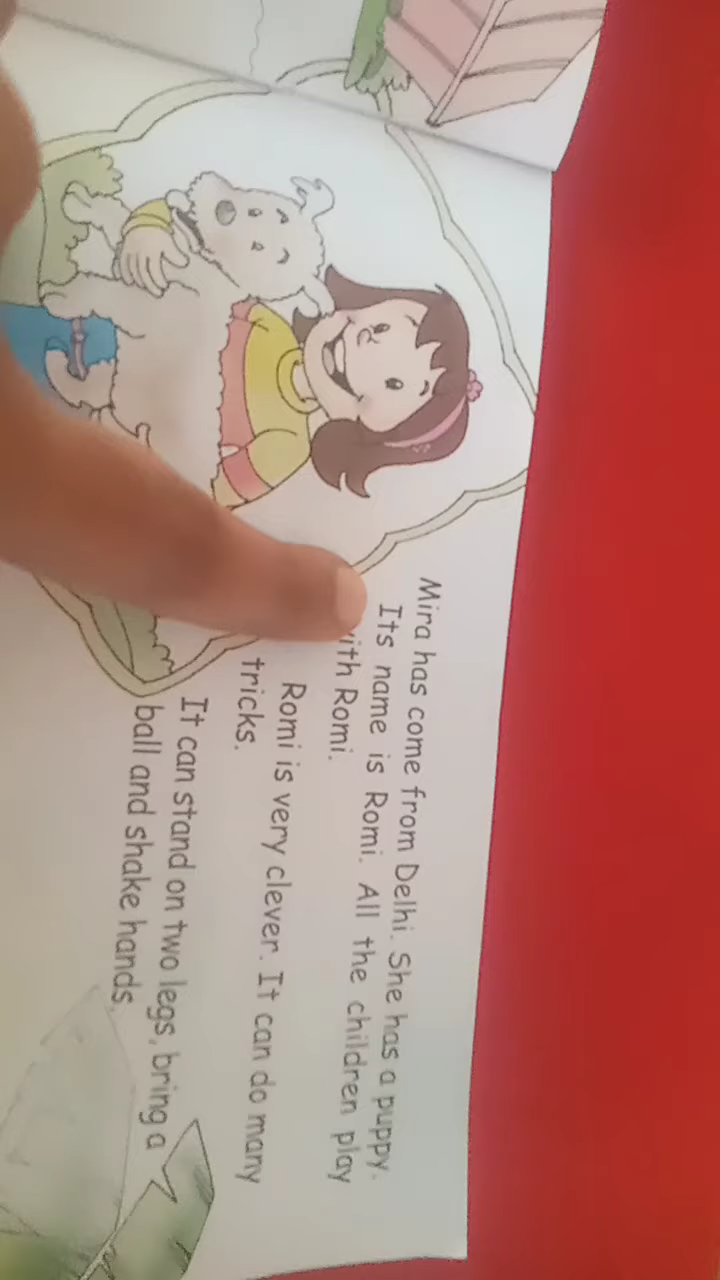 Mira has come from Delhi. She has a puppy.
Its name is Romi. All the children play
ith Romi.
Romi is very clever. It can do many
tricks.
It can stand on two legs, bring a
ball and shake hands.